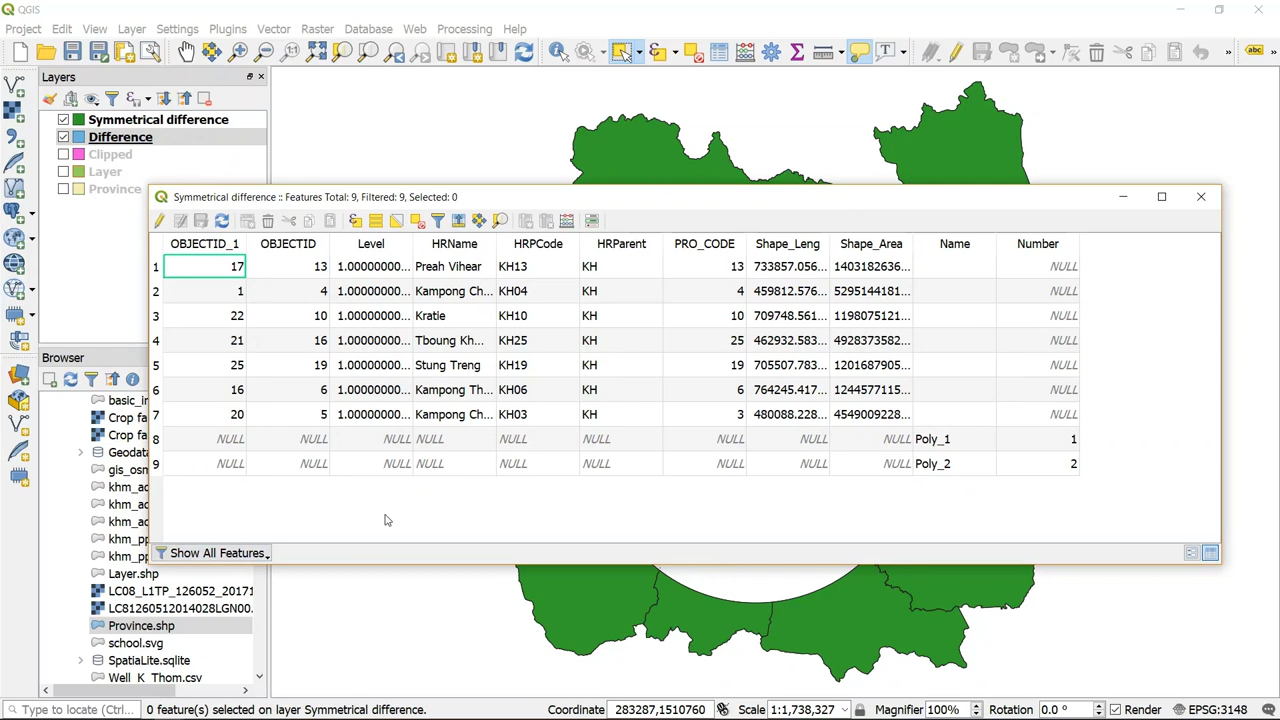 QGIS
Project Edit View Layer Settings Plugins Vector Raster Database Web Processing Help
Layers
Symmetrical difference
Difference
Clipped
Layer
Province
Symmetrical difference :: Features Total: 9, Filtered: 9, Selected: 0
OBJECTID_1 OBJECTID Level HRName HRPCode HRParent PRO_CODE Shape_Leng Shape_Area Name Number
1 17 13 1.00000000... Preah Vihear KH13 KH 13 733857.056... 1403182636... NULL
2 1 4 1.00000000... Kampong Ch... KH04 KH 4 459812.576... 5295144181... NULL
3 22 10 1.00000000... Kratie KH10 KH 10 709748.561... 1198075121... NULL
4 21 16 1.00000000... Tboung Kh... KH25 KH 25 462932.583... 4928373582... NULL
5 25 19 1.00000000... Stung Treng KH19 KH 19 705507.783... 1201687905... NULL
6 16 6 1.00000000... Kampong Th... KH06 KH 6 764245.417... 1244577115... NULL
7 20 5 1.00000000... Kampong Ch... KH03 KH 3 480088.228... 4549009228... NULL
8 NULL NULL NULL NULL NULL NULL NULL NULL NULL Poly_1 1
9 NULL NULL NULL NULL NULL NULL NULL NULL NULL Poly_2 2
Show All Features
Browser
basic_in
Crop fa
Crop fa
Geodata
gis_osm
khm_ad
khm_ad
khm_ad
khm_pp
khm_pp
Layer.shp
LC08_L1TP_126052_20171
LC81260512014028LGN00.
Province.shp
school.svg
SpatiaLite.sqlite
Well_K_Thom.csv
Type to locate (Ctrl... 0 feature(s) selected on layer Symmetrical difference. Coordinate 283287,1510760 Scale 1:1,738,327 Magnifier 100% Rotation 0.0 ° Render EPSG:3148